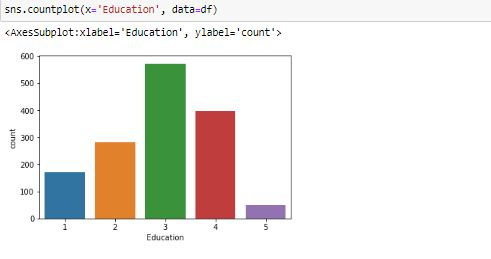 sns.countplot(x='Education', data=df)
<AxesSubplot:xlabel='Education', ylabel='count'>
600
500
400
300
200
100
0
count
1 2 3 4 5
Education